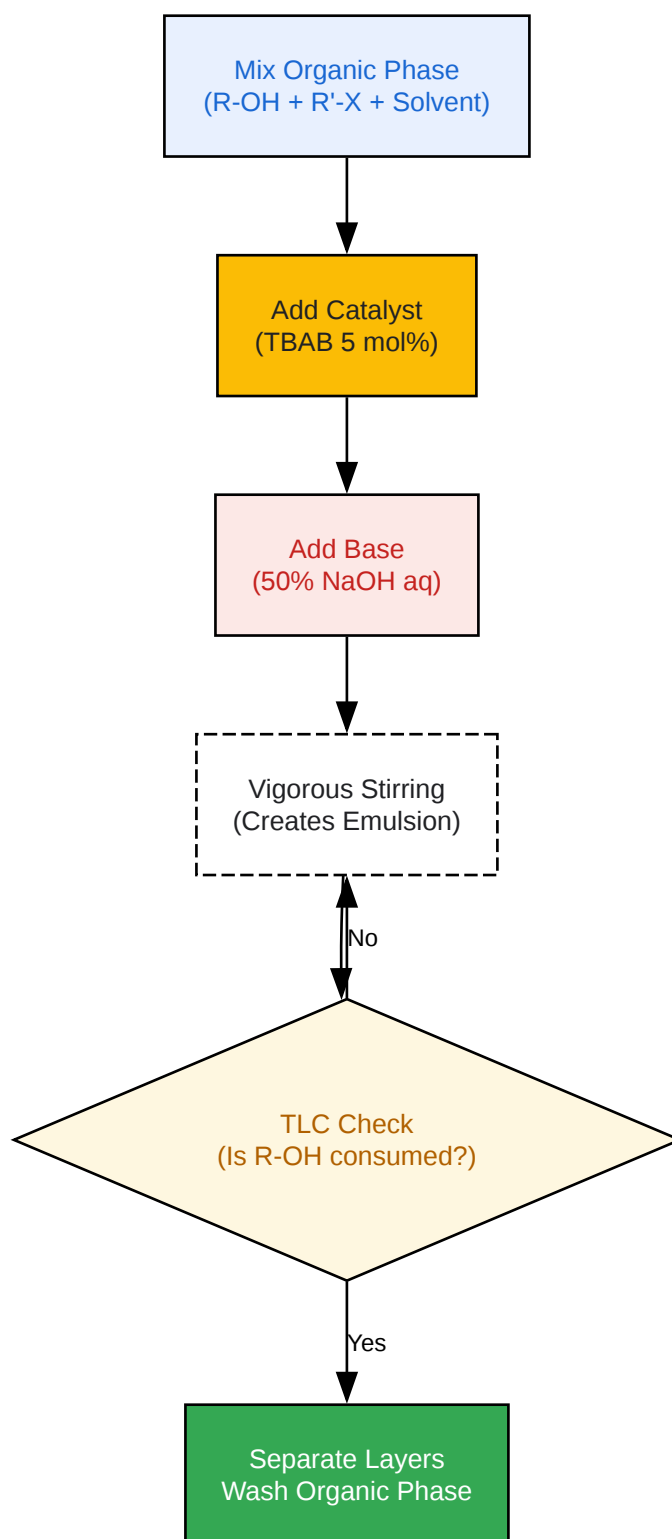 Mix Organic Phase
(R-OH + R'-X + Solvent)
Add Catalyst
(TBAB 5 mol%)
Add Base
(50% NaOH aq)
Vigorous Stirring
(Creates Emulsion)
No
TLC Check
(Is R-OH consumed?)
Yes
Separate Layers
Wash Organic Phase